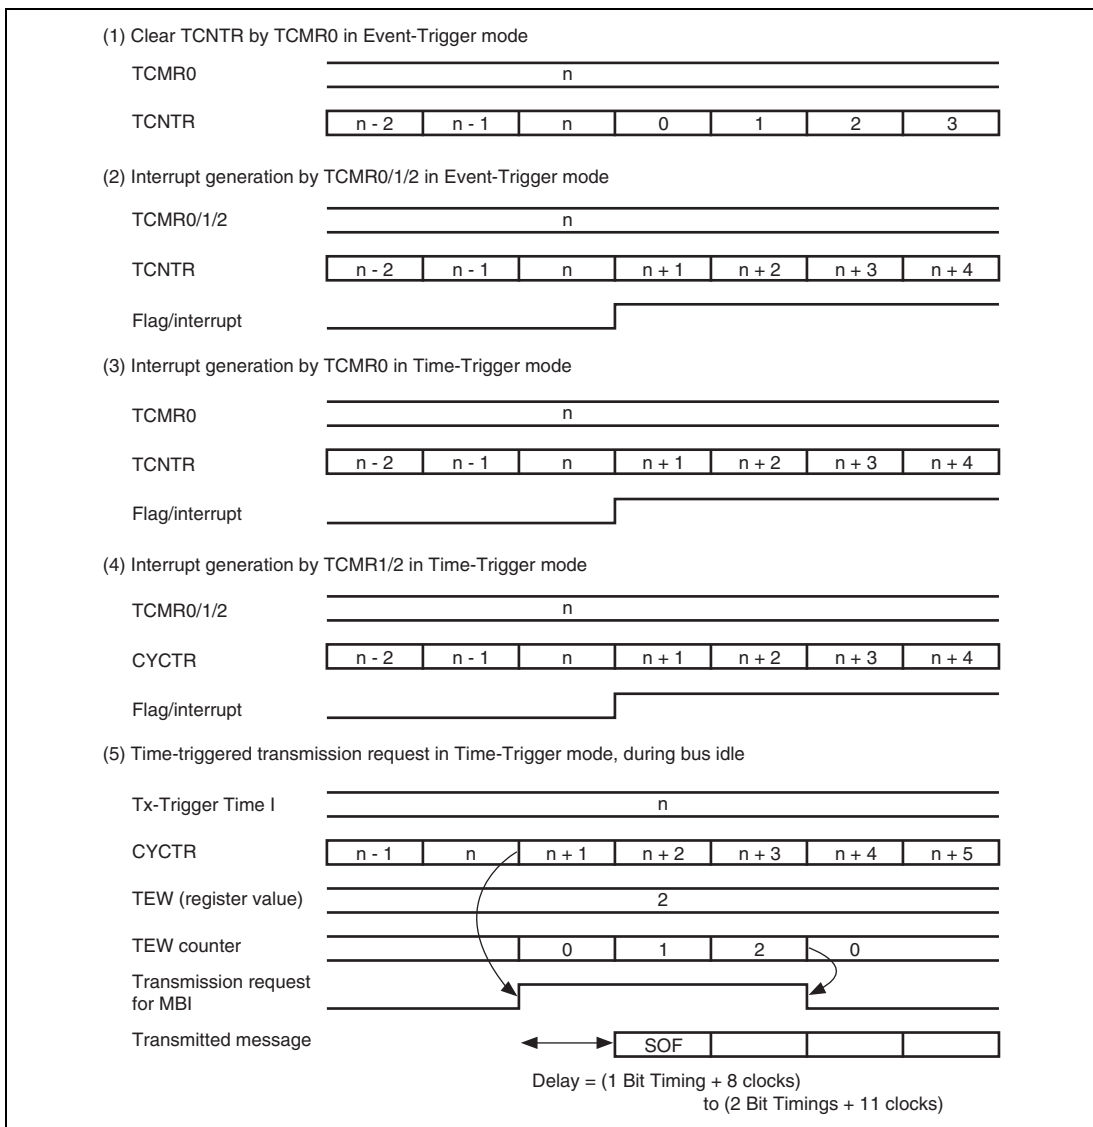 (1) Clear TCNTR by TCMR0 in Event-Trigger mode
TCMR0 n
TCNTR n - 2 n - 1 n 0 1 2 3
(2) Interrupt generation by TCMR0/1/2 in Event-Trigger mode
TCMR0/1/2 n
TCNTR n - 2 n - 1 n n + 1 n + 2 n + 3 n + 4
Flag/interrupt
(3) Interrupt generation by TCMR0 in Time-Trigger mode
TCMR0 n
TCNTR n - 2 n - 1 n n + 1 n + 2 n + 3 n + 4
Flag/interrupt
(4) Interrupt generation by TCMR1/2 in Time-Trigger mode
TCMR0/1/2 n
CYCTR n - 2 n - 1 n n + 1 n + 2 n + 3 n + 4
Flag/interrupt
(5) Time-triggered transmission request in Time-Trigger mode, during bus idle
Tx-Trigger Time I n
CYCTR n - 1 n n + 1 n + 2 n + 3 n + 4 n + 5
TEW (register value) 2
TEW counter 0 1 2 0
Transmission request
for MBI
Transmitted message SOF
Delay = (1 Bit Timing + 8 clocks)
to (2 Bit Timings + 11 clocks)